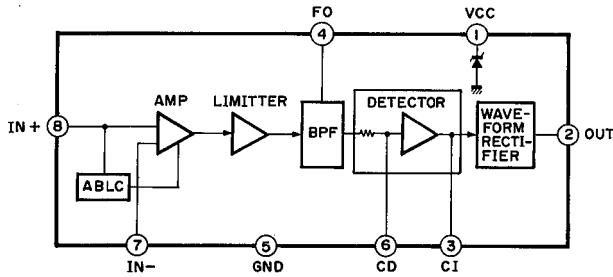 FO
VCC
4
1
AMP
LIMITTER
DETECTOR
IN+
8
BPF
WAVE-
FORM
RECTI-
FIER
2
OUT
ABLC
7
5
6
3
IN-
GND
CD
CI